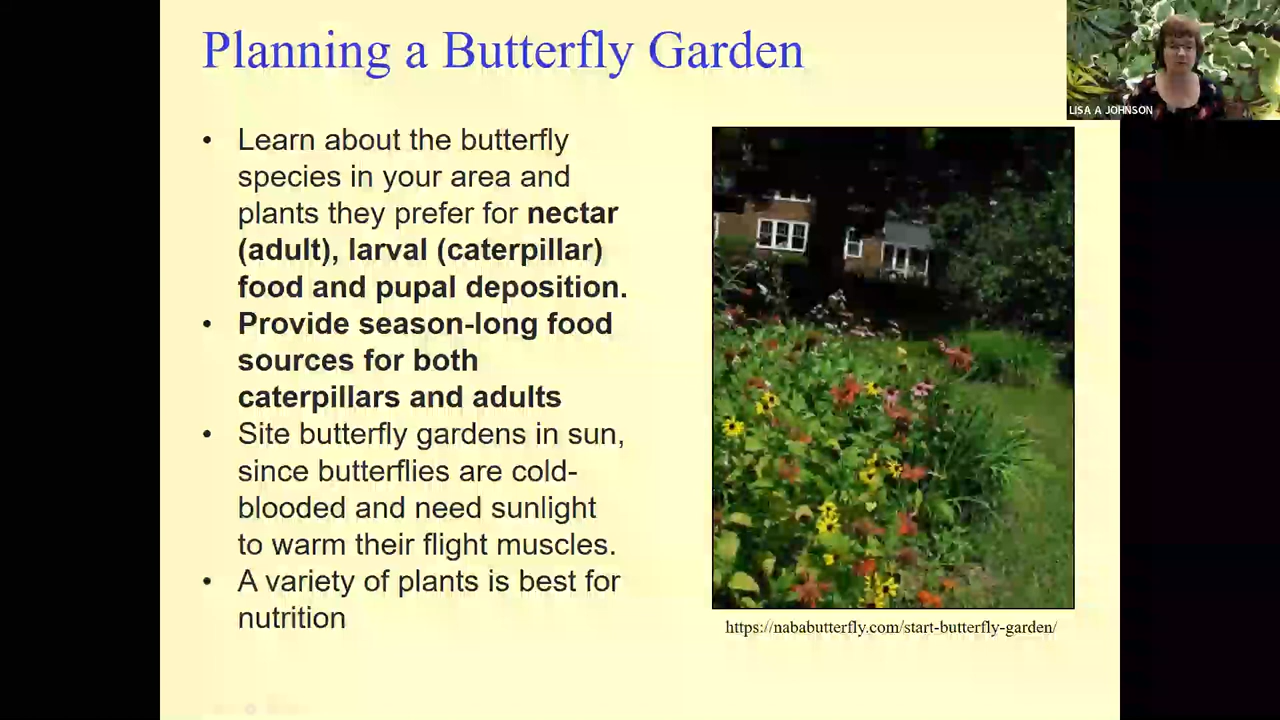 Planning a Butterfly Garden
LISA A JOHNSON
• Learn about the butterfly
species in your area and
plants they prefer for nectar
(adult), larval (caterpillar)
food and pupal deposition.
• Provide season-long food
sources for both
caterpillars and adults
• Site butterfly gardens in sun,
since butterflies are cold-
blooded and need sunlight
to warm their flight muscles.
• A variety of plants is best for
nutrition
https://nababutterfly.com/start-butterfly-garden/